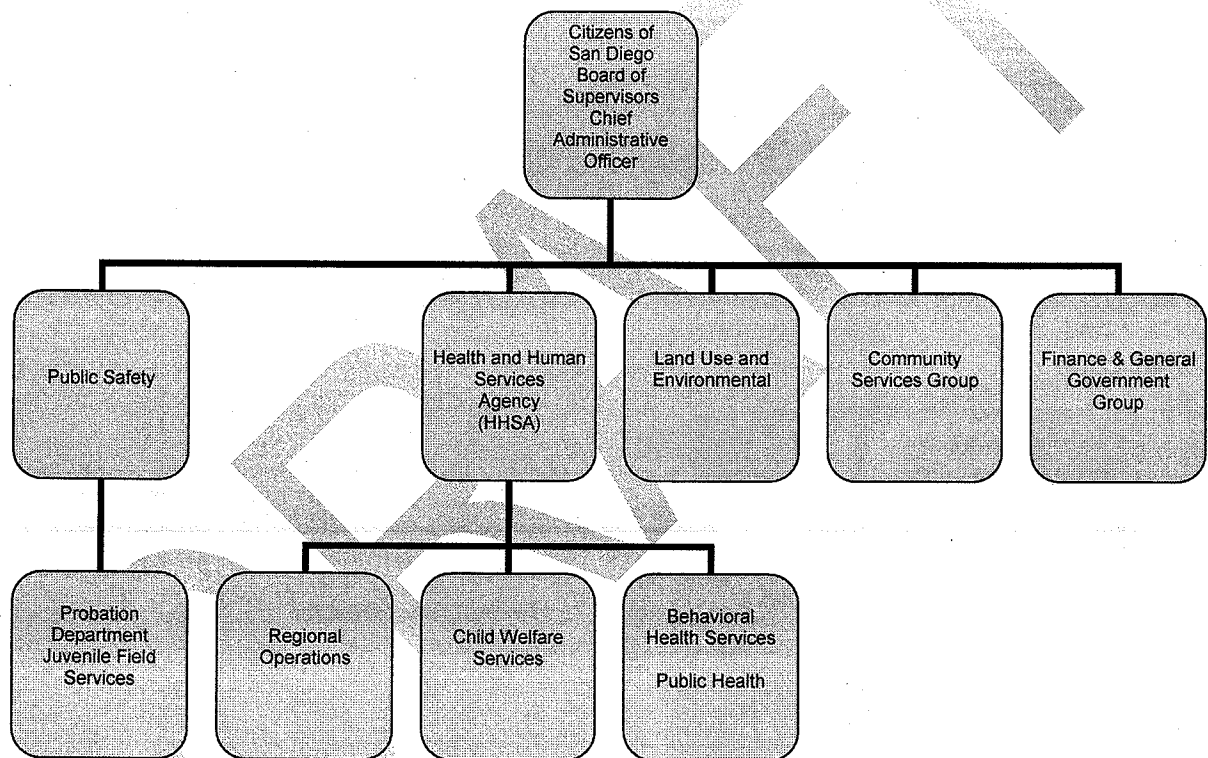 Citizens of
San Diego
Board of
Supervisors
Chief
Administrative
Officer
Public Safety
Health and Human
Services
Agency
(HHSA)
Land Use and
Environmental
Community
Services Group
Finance & General
Government
Group
Probation
Department
Juvenile Field
Services
Regional
Operations
Child Welfare
Services
Behavioral
Health Services
Public Health
DRAFT